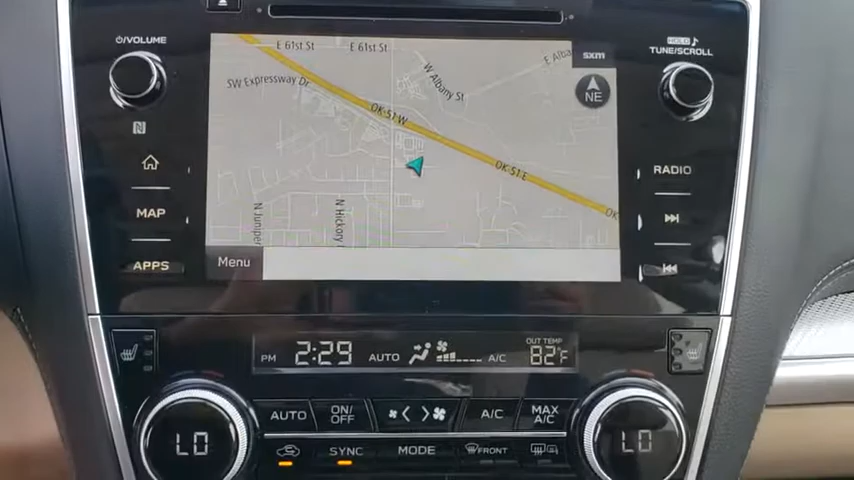 VOLUME
HOLD
TUNE/SCROLL
E 61st St
E 61st St
sxm
SW Expressway Dr
W Albany St
NE
OK-51 W
OK-51 E
OK
N Juniper
N Hickory
MAP
APPS
RADIO
Menu
PM 2:29 AUTO A/C
OUT TEMP
82°F
AUTO
ON/OFF
A/C
MAX A/C
LO
LO
SYNC
MODE
FRONT